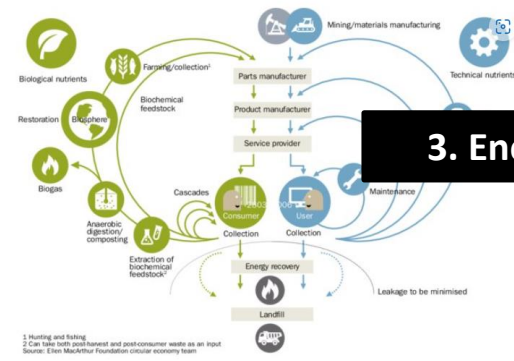 Mining/materials manufacturing
Biological nutrients
Farming/collection¹
Technical nutrients
Parts manufacturer
Biochemical
feedstock
Product manufacturer
Restoration
Biosphere
Service provider
3. En
Biogas
Cascades
Consumer
User
Maintenance
Anaerobic
digestion/
composting
Collection
Collection
Extraction of
biochemical
feedstock²
Energy recovery
Leakage to be minimised
Landfill
1 Hunting and fishing
2 Can take both post-harvest and post-consumer waste as an input
Source: Ellen MacArthur Foundation circular economy team